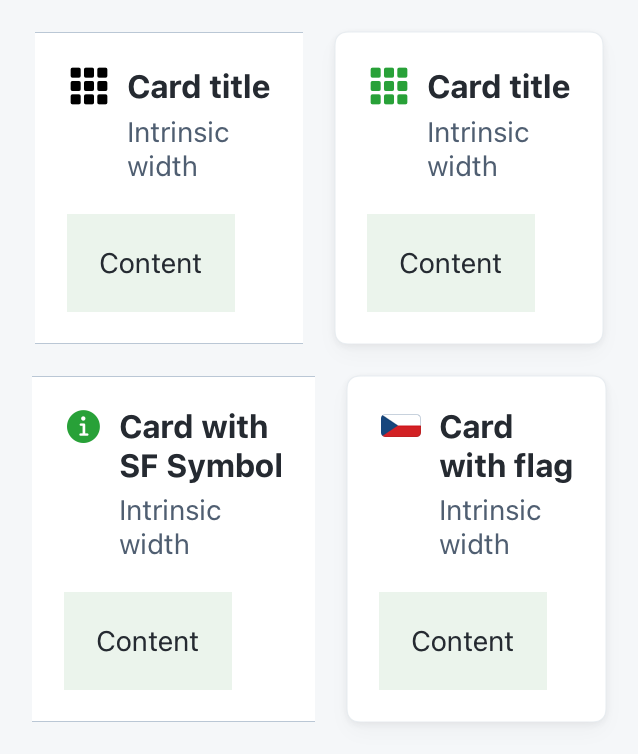 Card title
Intrinsic
width
Content
Card title
Intrinsic
width
Content
Card with
SF Symbol
Intrinsic
width
Content
Card
with flag
Intrinsic
width
Content